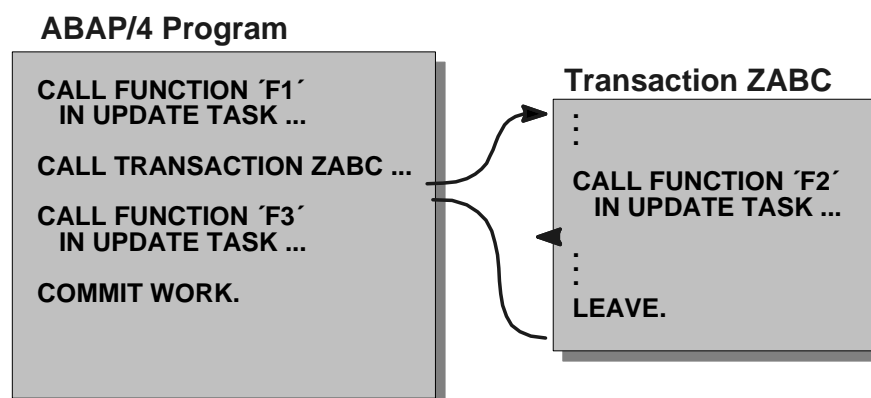 ABAP/4 Program
CALL FUNCTION ´F1´
IN UPDATE TASK ...
CALL TRANSACTION ZABC ...
CALL FUNCTION ´F3´
IN UPDATE TASK ...
COMMIT WORK.
Transaction ZABC
.
.
.
CALL FUNCTION ´F2´
IN UPDATE TASK ...
.
.
.
LEAVE.